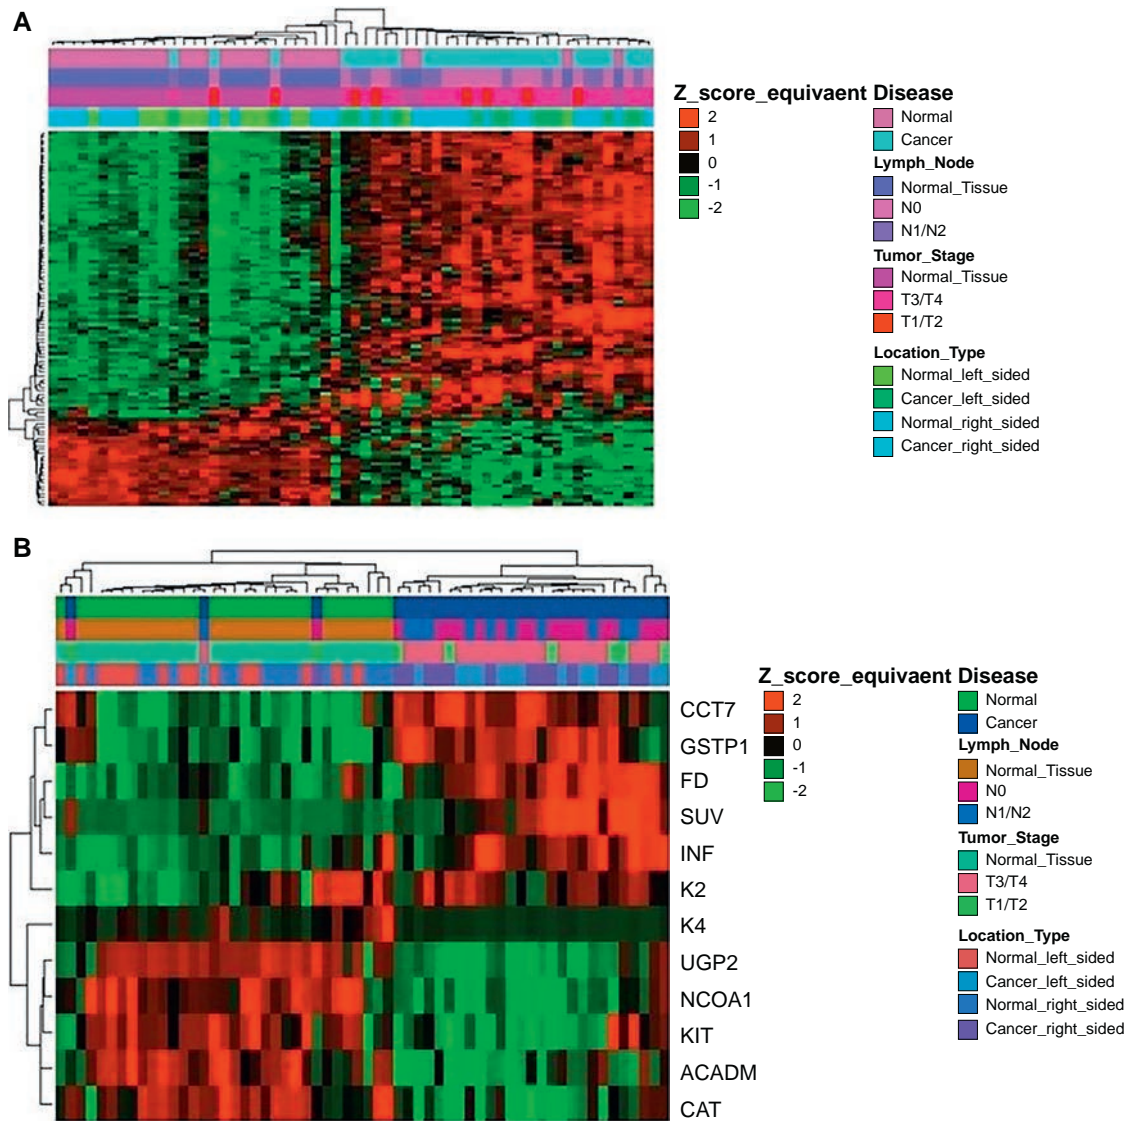 A
Z_score_equivaent
2
1
0
-1
-2
Disease
Normal
Cancer
Lymph_Node
Normal_Tissue
N0
N1/N2
Tumor_Stage
Normal_Tissue
T3/T4
T1/T2
Location_Type
Normal_left_sided
Cancer_left_sided
Normal_right_sided
Cancer_right_sided
B
CCT7
GSTP1
FD
SUV
INF
K2
K4
UGP2
NCOA1
KIT
ACADM
CAT
Z_score_equivaent
2
1
0
-1
-2
Disease
Normal
Cancer
Lymph_Node
Normal_Tissue
N0
N1/N2
Tumor_Stage
Normal_Tissue
T3/T4
T1/T2
Location_Type
Normal_left_sided
Cancer_left_sided
Normal_right_sided
Cancer_right_sided